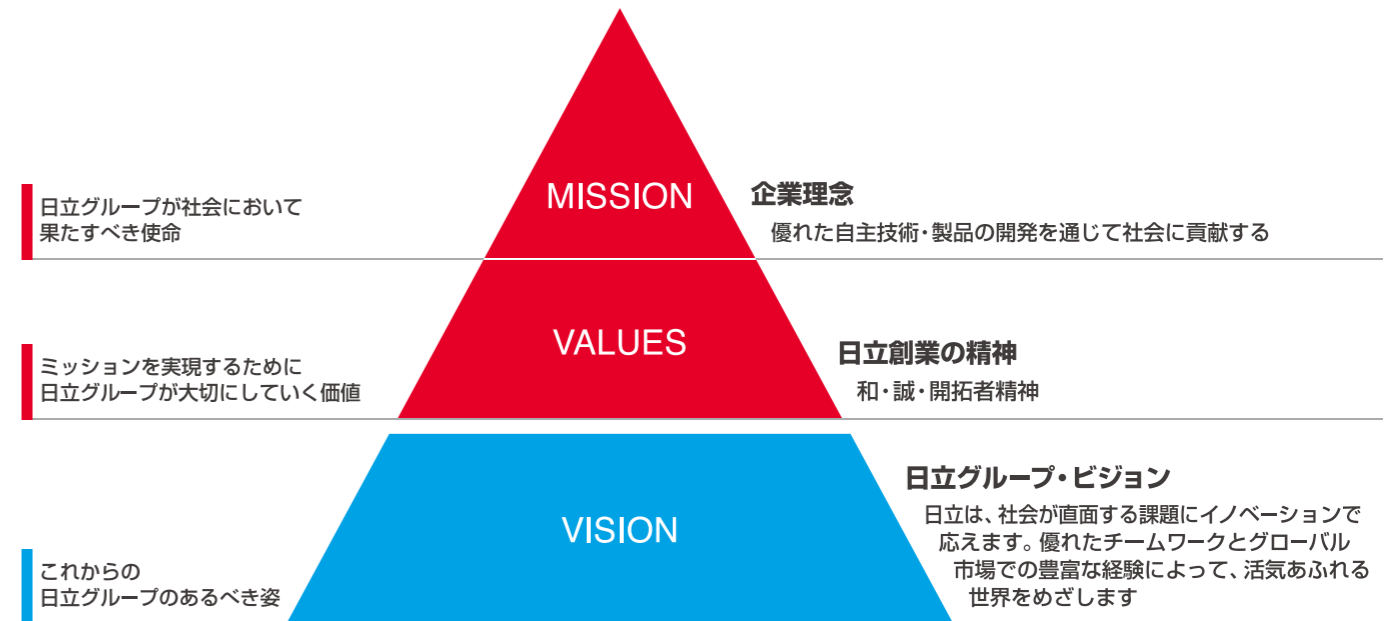 日立グループが社会において
果たすべき使命
MISSION
企業理念
優れた自主技術・製品の開発を通じて社会に貢献する
ミッションを実現するために
日立グループが大切にしていく価値
VALUES
日立創業の精神
和・誠・開拓者精神
これからの
日立グループのあるべき姿
VISION
日立グループ・ビジョン
日立は、社会が直面する課題にイノベーションで
応えます。優れたチームワークとグローバル
市場での豊富な経験によって、活気あふれる
世界をめざします